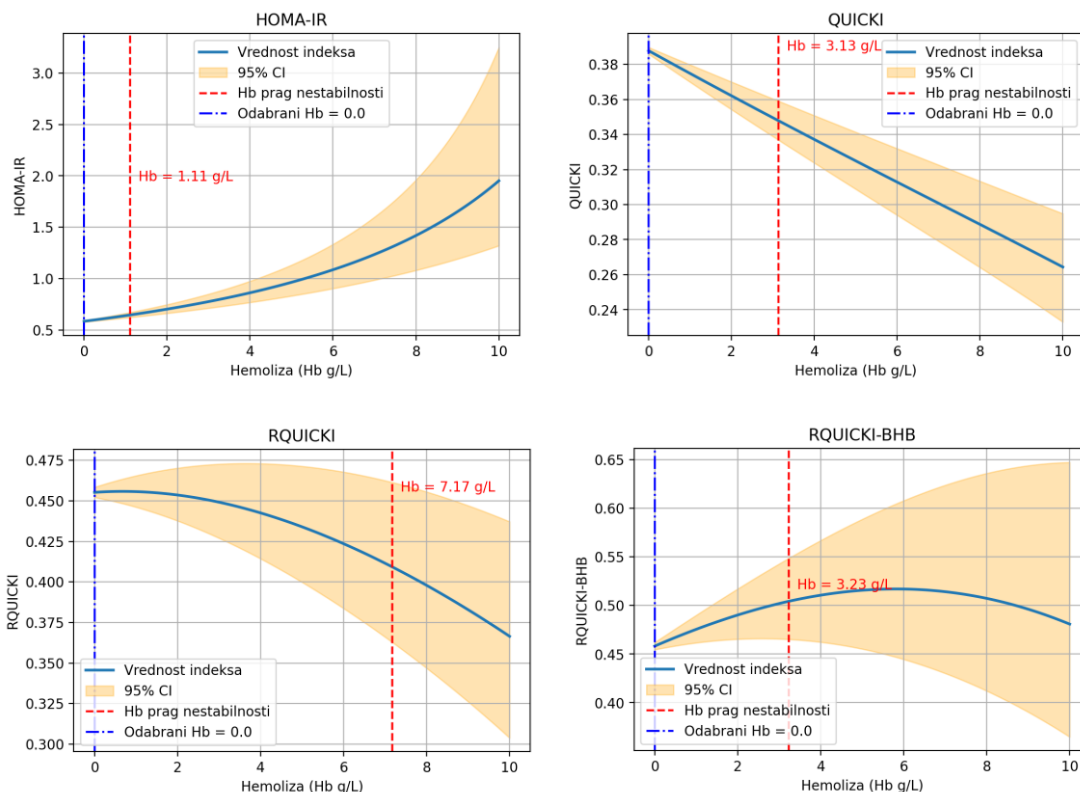 HOMA-IR
Vrednost indeksa
95% CI
Hb prag nestabilnosti
Odabrani Hb = 0.0
Hb = 1.11 g/L
HOMA-IR
3.0
2.5
2.0
1.5
1.0
0.5
0 2 4 6 8 10
Hemoliza (Hb g/L)
QUICKI
Hb = 3.13 g/L
Vrednost indeksa
95% CI
Hb prag nestabilnosti
Odabrani Hb = 0.0
QUICKI
0.38
0.36
0.34
0.32
0.30
0.28
0.26
0.24
0 2 4 6 8 10
Hemoliza (Hb g/L)
RQUICKI
Hb = 7.17 g/L
RQUICKI
0.475
0.450
0.425
0.400
0.375
0.350
0.325
0.300
Vrednost indeksa
95% CI
Hb prag nestabilnosti
Odabrani Hb = 0.0
0 2 4 6 8 10
Hemoliza (Hb g/L)
RQUICKI-BHB
Hb = 3.23 g/L
RQUICKI-BHB
0.65
0.60
0.55
0.50
0.45
0.40
Vrednost indeksa
95% CI
Hb prag nestabilnosti
Odabrani Hb = 0.0
0 2 4 6 8 10
Hemoliza (Hb g/L)